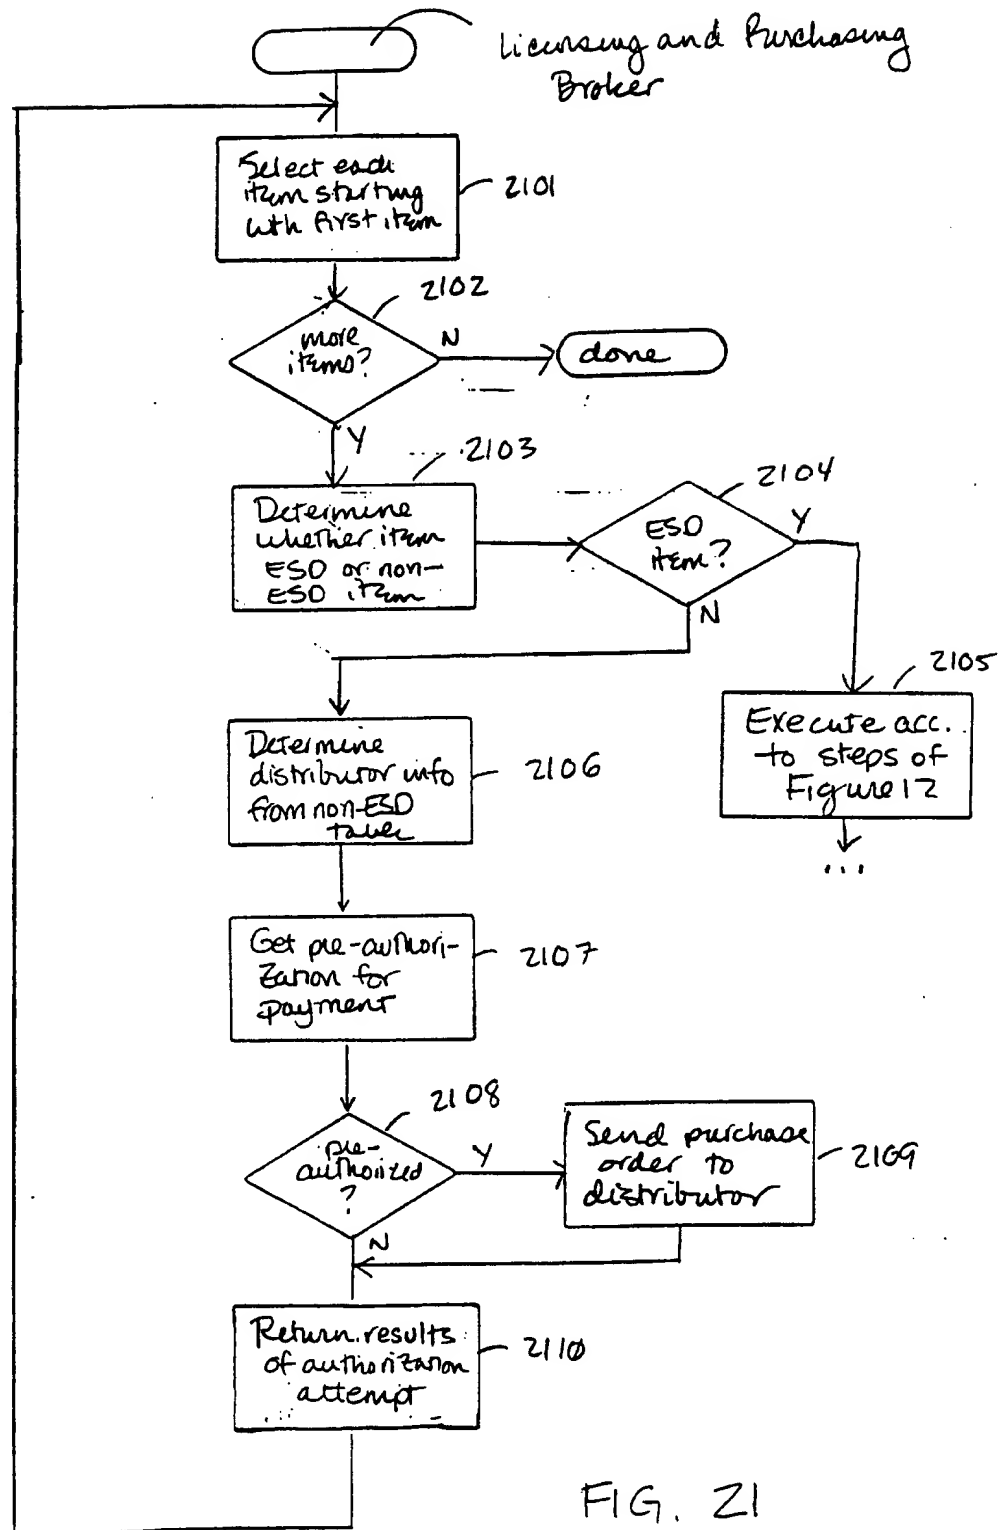 Licensing and Purchasing
Broker
Select each
item starting
with first item
2101
2102
more
items?
N
done
Y
2103
Determine
whether item
ESD or non-
ESD item
2104
ESD
item?
Y
N
2105
Execute acc.
to steps of
Figure 12
...
Determine
distributor info
from non-ESD
table
2106
Get pre-authori-
zation for
payment
2107
2108
pre-
authorized
?
Y
N
Send purchase
order to
distributor
2109
Return results
of authorization
attempt
2110
FIG. 21